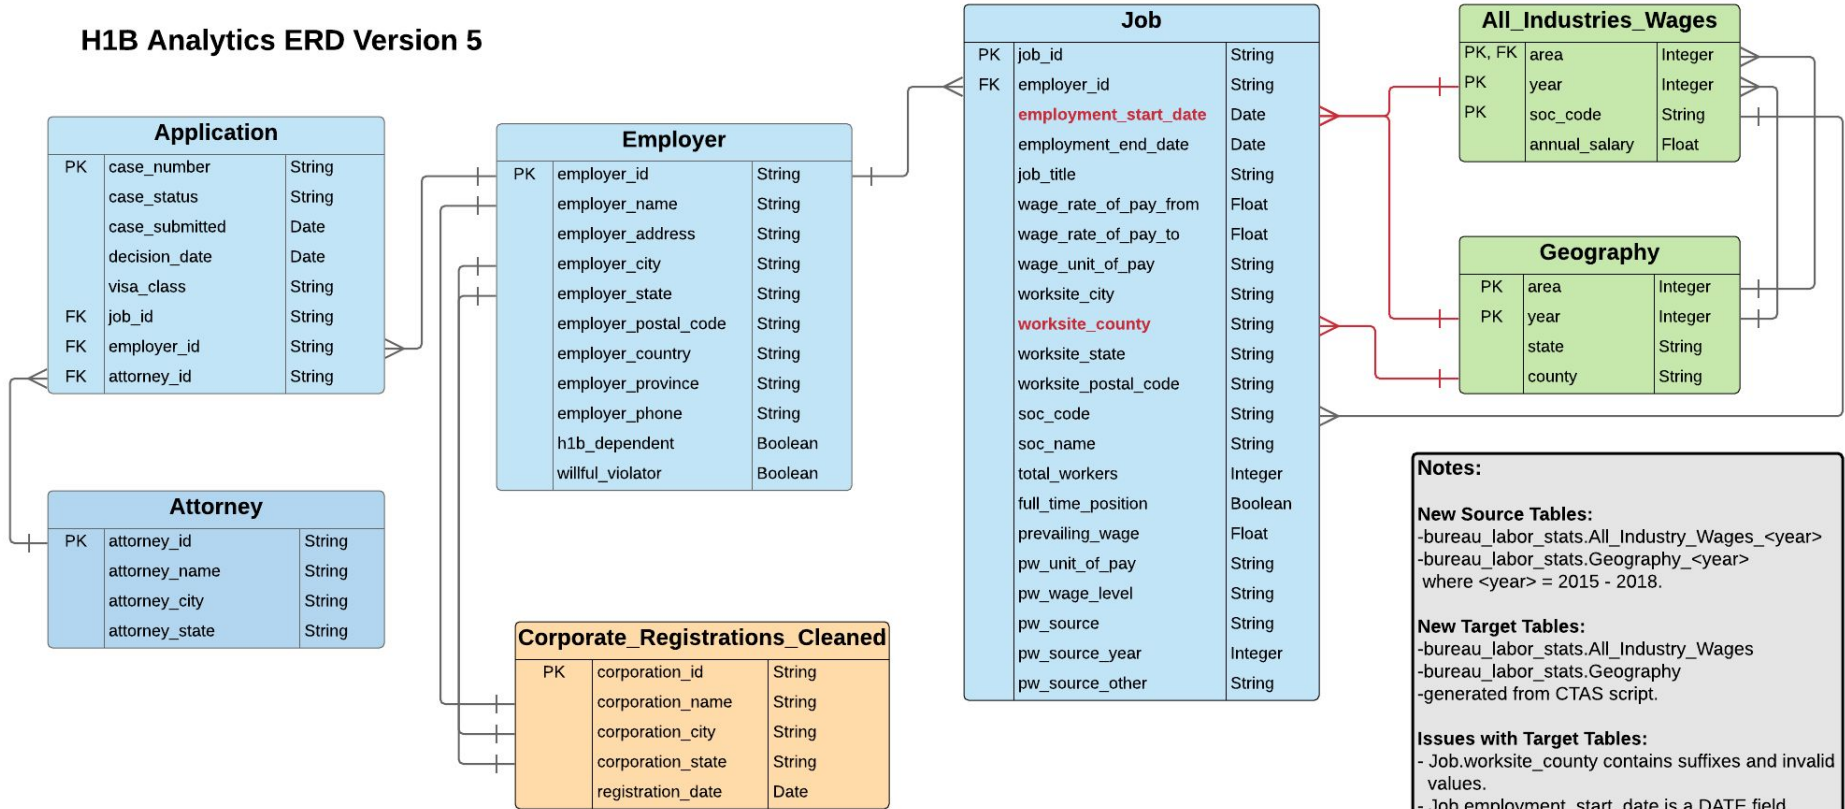 H1B Analytics ERD Version 5
Application
PK case_number String
case_status String
case_submitted Date
decision_date Date
visa_class String
FK job_id String
FK employer_id String
FK attorney_id String
Attorney
PK attorney_id String
attorney_name String
attorney_city String
attorney_state String
Employer
PK employer_id String
employer_name String
employer_address String
employer_city String
employer_state String
employer_postal_code String
employer_country String
employer_province String
employer_phone String
h1b_dependent Boolean
willful_violator Boolean
Corporate_Registrations_Cleaned
PK corporation_id String
corporation_name String
corporation_city String
corporation_state String
registration_date Date
Job
PK job_id String
FK employer_id String
employment_start_date Date
employment_end_date Date
job_title String
wage_rate_of_pay_from Float
wage_rate_of_pay_to Float
wage_unit_of_pay String
worksite_city String
worksite_county String
worksite_state String
worksite_postal_code String
soc_code String
soc_name String
total_workers Integer
full_time_position Boolean
prevailing_wage Float
pw_unit_of_pay String
pw_wage_level String
pw_source String
pw_source_year Integer
pw_source_other String
All_Industries_Wages
PK, FK area Integer
PK year Integer
PK soc_code String
annual_salary Float
Geography
PK area Integer
PK year Integer
state String
county String
Notes:
New Source Tables:
-bureau_labor_stats.All_Industry_Wages_<year>
-bureau_labor_stats.Geography_<year>
where <year> = 2015 - 2018.
New Target Tables:
-bureau_labor_stats.All_Industry_Wages
-bureau_labor_stats.Geography
-generated from CTAS script.
Issues with Target Tables:
- Job.worksite_county contains suffixes and invalid
values.
- Job.employment_start_date is a DATE field